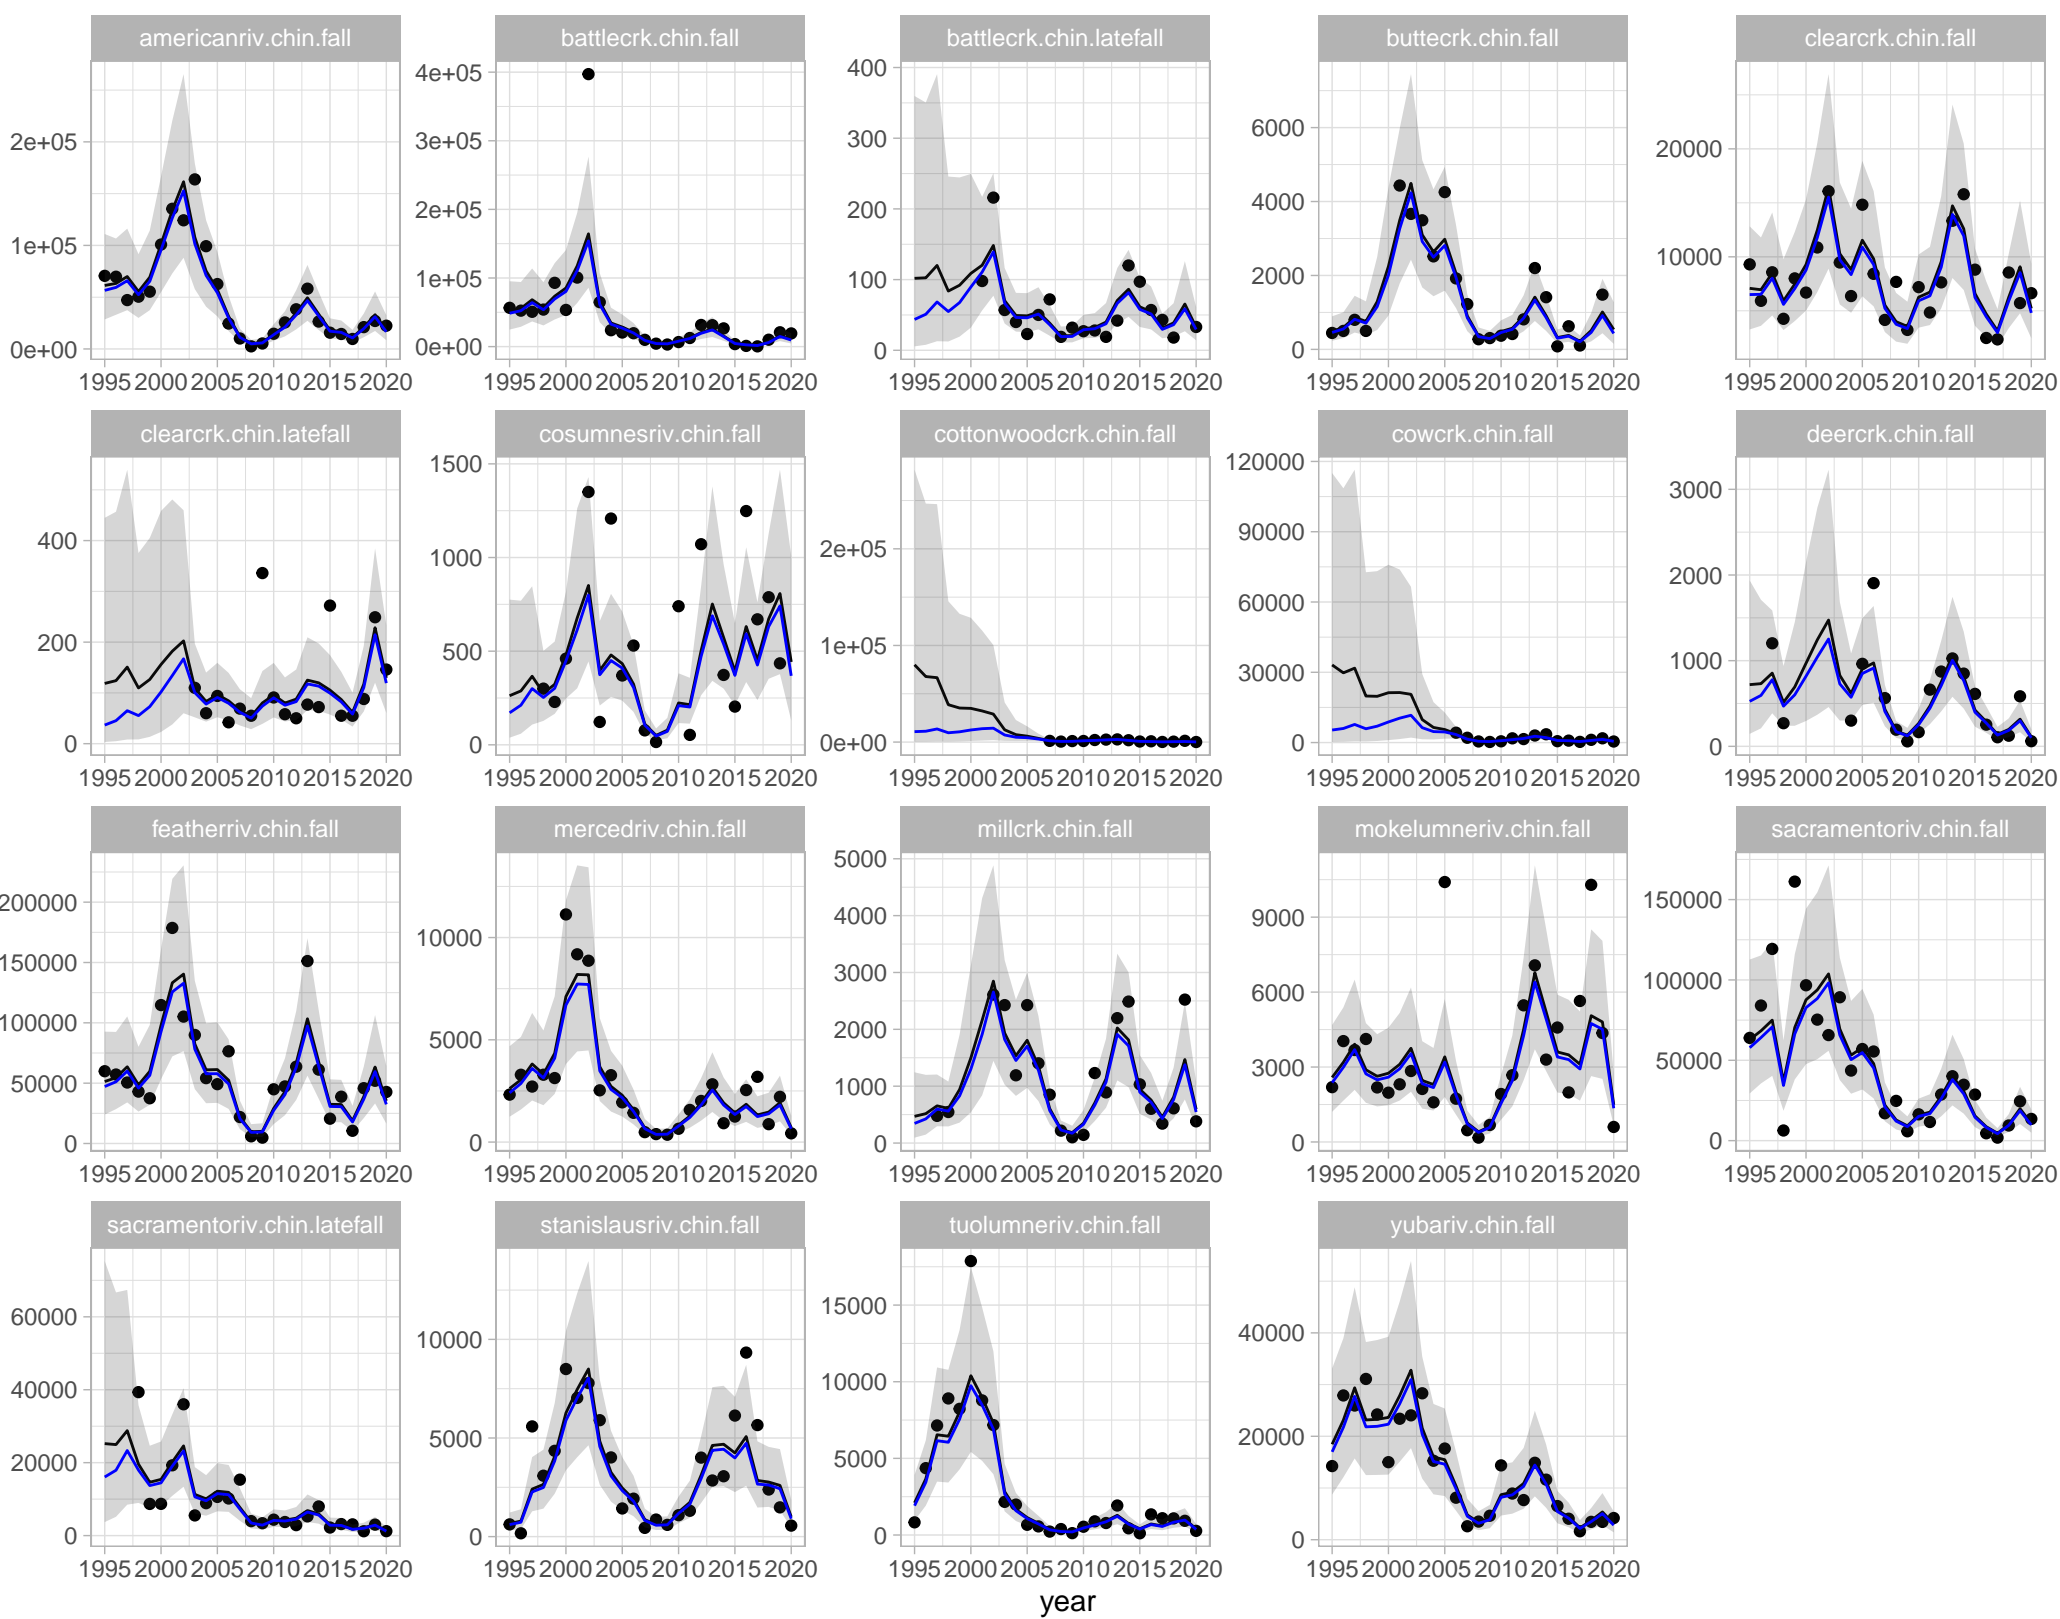 americanriv.chin.fall battlecrk.chin.fall battlecrk.chin.latefall buttecrk.chin.fall clearcrk.chin.fall
2e+05
1e+05
0e+00
1995 2000 2005 2010 2015 2020
4e+05
3e+05
2e+05
1e+05
0e+00
1995 2000 2005 2010 2015 2020
400
300
200
100
0
1995 2000 2005 2010 2015 2020
6000
4000
2000
0
1995 2000 2005 2010 2015 2020
20000
10000
1995 2000 2005 2010 2015 2020
clearcrk.chin.latefall cosumnesriv.chin.fall cottonwoodcrk.chin.fall cowcrk.chin.fall deercrk.chin.fall
400
200
0
1995 2000 2005 2010 2015 2020
1500
1000
500
0
1995 2000 2005 2010 2015 2020
2e+05
1e+05
0e+00
1995 2000 2005 2010 2015 2020
120000
90000
60000
30000
0
1995 2000 2005 2010 2015 2020
3000
2000
1000
0
1995 2000 2005 2010 2015 2020
featherriv.chin.fall mercedriv.chin.fall millcrk.chin.fall mokelumneriv.chin.fall sacramentoriv.chin.fall
200000
150000
100000
50000
0
1995 2000 2005 2010 2015 2020
10000
5000
0
1995 2000 2005 2010 2015 2020
5000
4000
3000
2000
1000
0
1995 2000 2005 2010 2015 2020
9000
6000
3000
0
1995 2000 2005 2010 2015 2020
150000
100000
50000
0
1995 2000 2005 2010 2015 2020
sacramentoriv.chin.latefall stanislausriv.chin.fall tuolumneriv.chin.fall yubariv.chin.fall
60000
40000
20000
0
1995 2000 2005 2010 2015 2020
10000
5000
0
1995 2000 2005 2010 2015 2020
15000
10000
5000
0
1995 2000 2005 2010 2015 2020
40000
20000
0
1995 2000 2005 2010 2015 2020
year